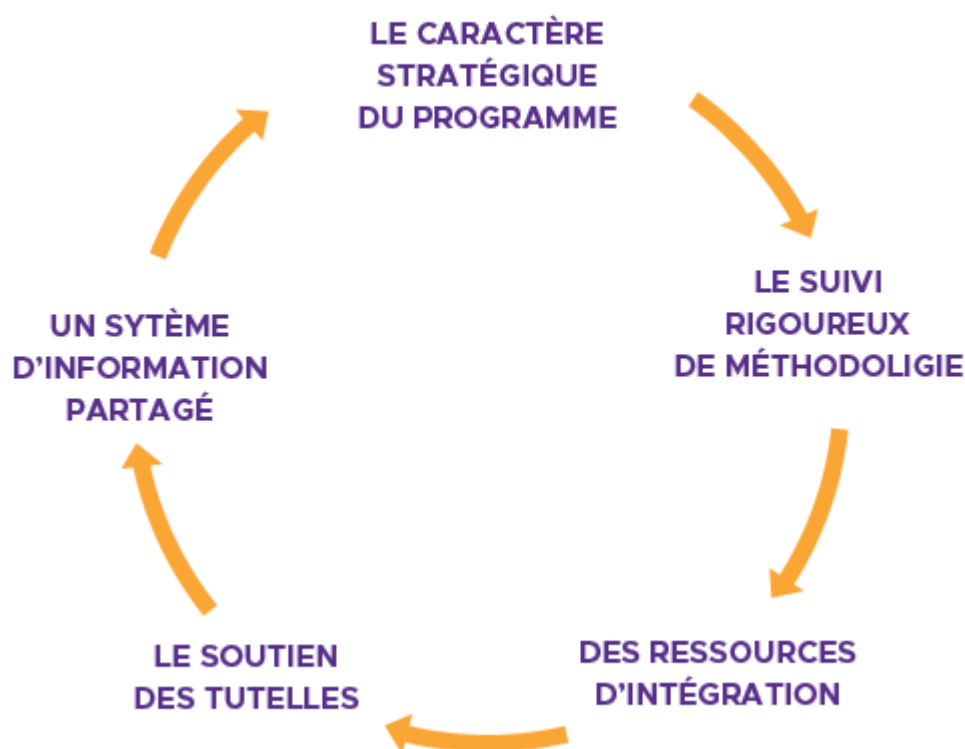 LE CARACTÈRE
STRATÉGIQUE
DU PROGRAMME
LE SUIVI
RIGOUREUX
DE MÉTHODOLIGIE
DES RESSOURCES
D'INTÉGRATION
LE SOUTIEN
DES TUTELLES
UN SYTÈME
D'INFORMATION
PARTAGÉ